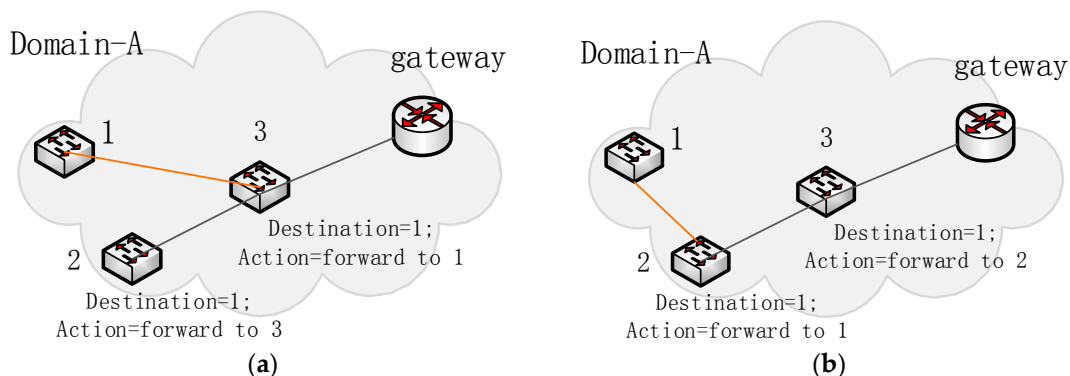 Domain-A
gateway
1
3
2
Destination=1;
Action=forward to 1
Destination=1;
Action=forward to 3
(a)
Domain-A
gateway
1
3
2
Destination=1;
Action=forward to 2
Destination=1;
Action=forward to 1
(b)